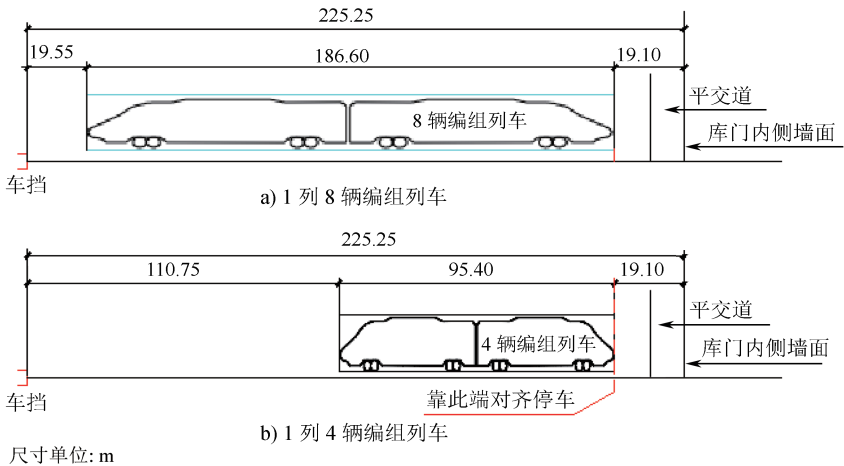 225.25
19.55 186.60 19.10
8 辆编组列车
平交道
库门内侧墙面
车挡
a) 1 列 8 辆编组列车
225.25
110.75 95.40 19.10
4 辆编组列车
平交道
库门内侧墙面
车挡
靠此端对齐停车
b) 1 列 4 辆编组列车
尺寸单位: m